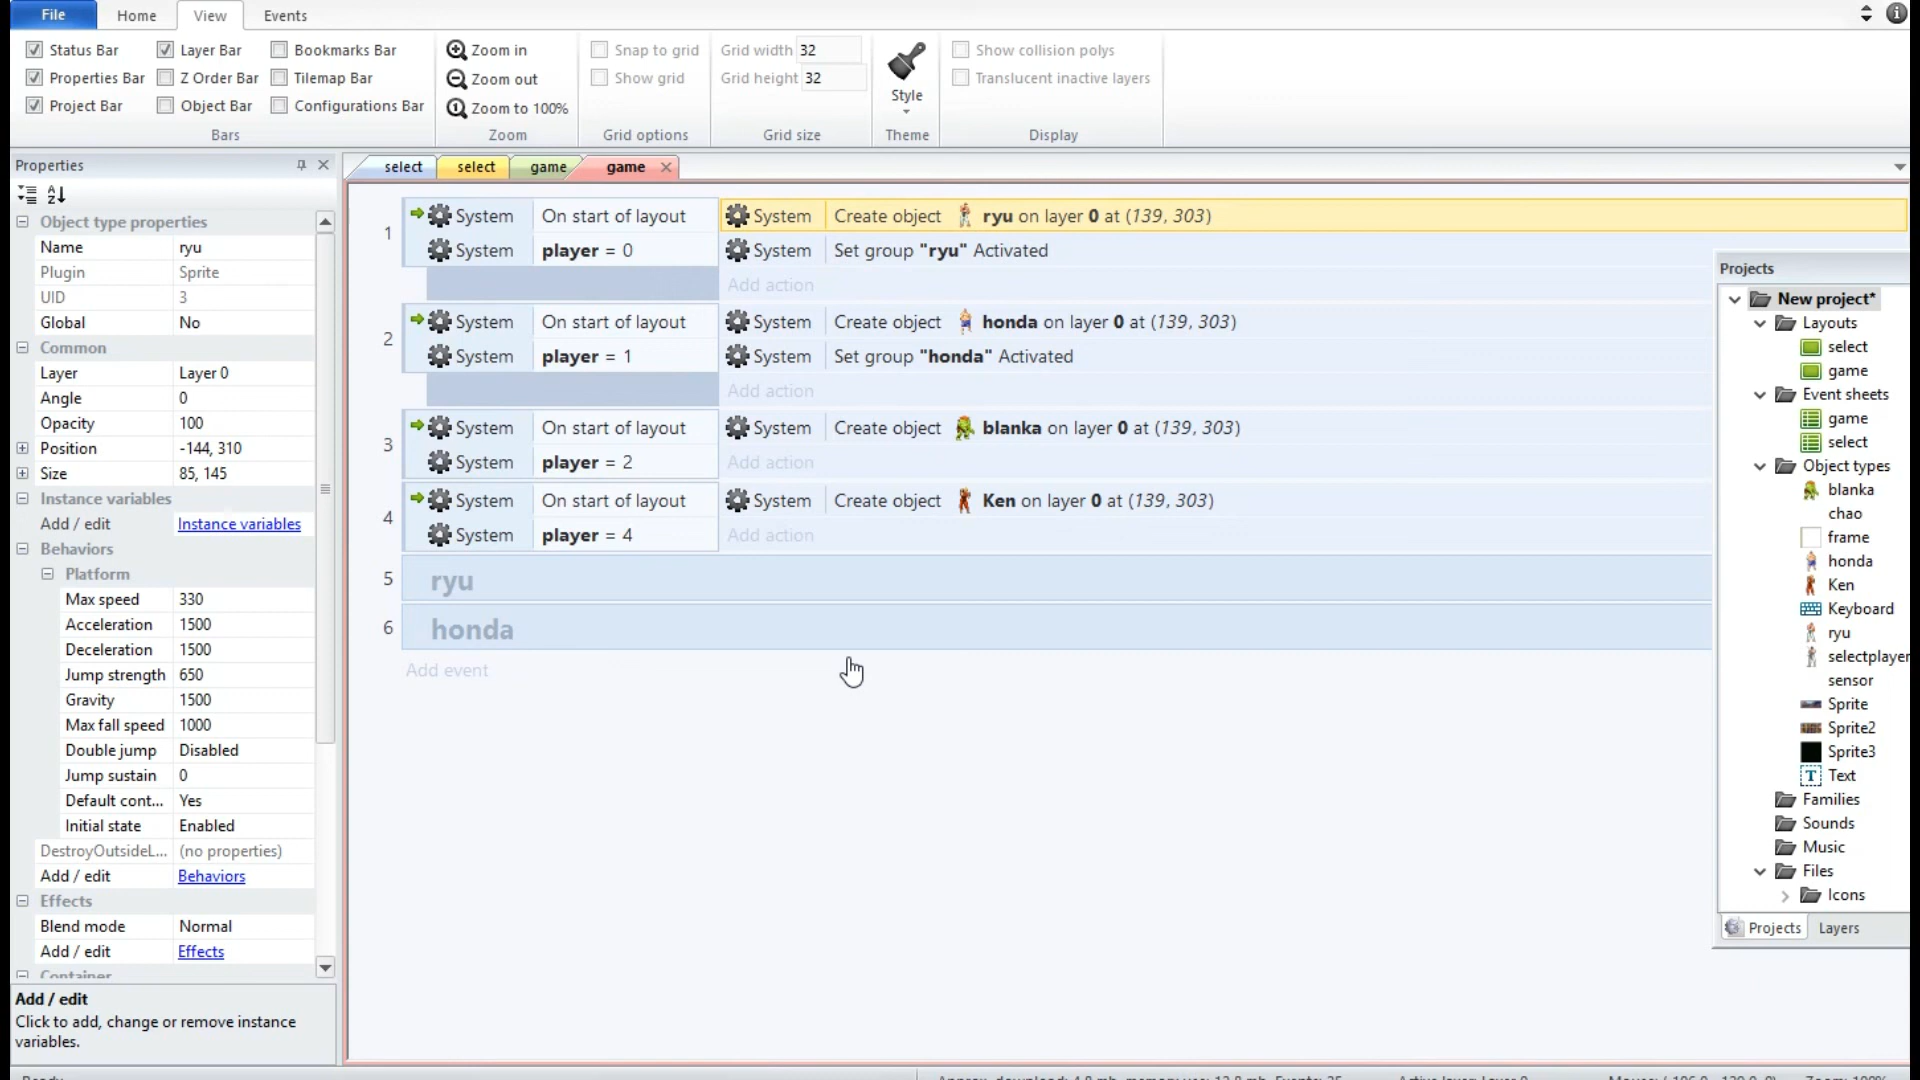 File Home View Events
Status Bar Layer Bar Bookmarks Bar Zoom in Snap to grid Grid width 32 Show collision polys
Properties Bar Z Order Bar Tilemap Bar Zoom out Show grid Grid height 32 Translucent inactive layers
Project Bar Object Bar Configurations Bar Zoom to 100% Style
Bars Zoom Grid options Grid size Theme Display
Properties
select select game game
Object type properties
Name ryu
Plugin Sprite
UID 3
Global No
Common
Layer Layer 0
Angle 0
Opacity 100
Position -144, 310
Size 85, 145
Instance variables
Add / edit Instance variables
Behaviors
Platform
Max speed 330
Acceleration 1500
Deceleration 1500
Jump strength 650
Gravity 1500
Max fall speed 1000
Double jump Disabled
Jump sustain 0
Default cont... Yes
Initial state Enabled
DestroyOutsideL... (no properties)
Add / edit Behaviors
Effects
Blend mode Normal
Add / edit Effects
Container
Add / edit
Click to add, change or remove instance
variables.
1
System On start of layout System Create object ryu on layer 0 at (139, 303)
System player = 0 System Set group "ryu" Activated
Add action
2
System On start of layout System Create object honda on layer 0 at (139, 303)
System player = 1 System Set group "honda" Activated
Add action
3
System On start of layout System Create object blanka on layer 0 at (139, 303)
System player = 2 Add action
4
System On start of layout System Create object Ken on layer 0 at (139, 303)
System player = 4 Add action
5 ryu
6 honda
Add event
Projects
New project*
Layouts
select
game
Event sheets
game
select
Object types
blanka
chao
frame
honda
Ken
Keyboard
ryu
selectplayer
sensor
Sprite
Sprite2
Sprite3
T Text
Families
Sounds
Music
Files
Icons
Projects Layers